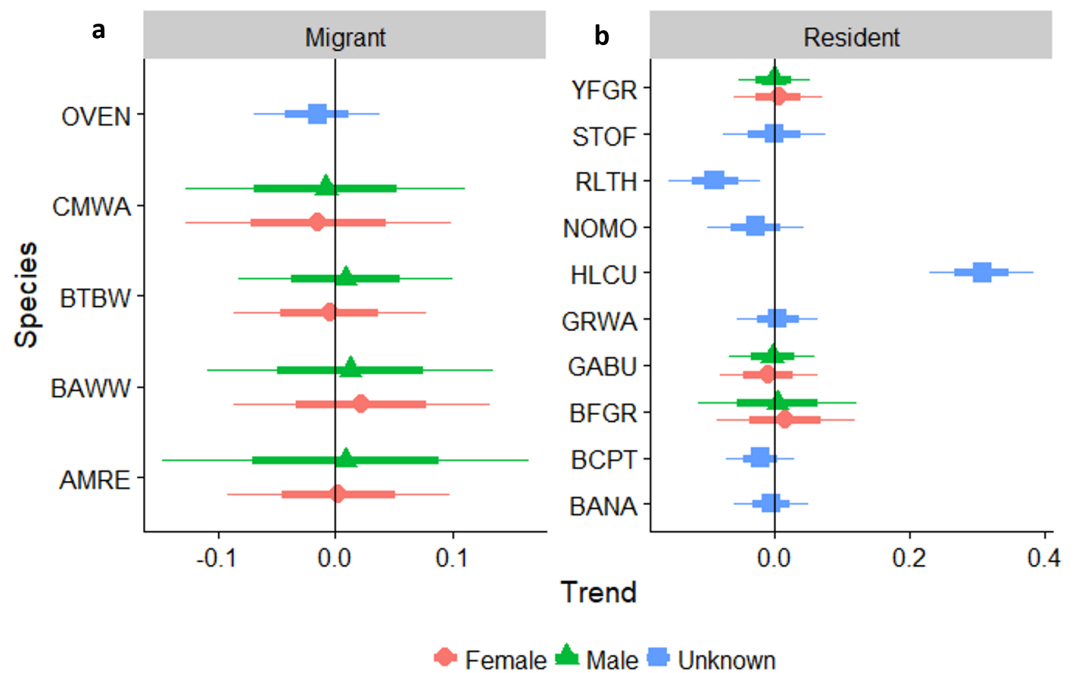 a
Migrant
b
Resident
Species
OVEN
CMWA
BTBW
BAWW
AMRE
-0.1 0.0 0.1
YFGR
STOF
RLTH
NOMO
HLCU
GRWA
GABU
BFGR
BCPT
BANA
0.0 0.2 0.4
Trend
Female Male Unknown